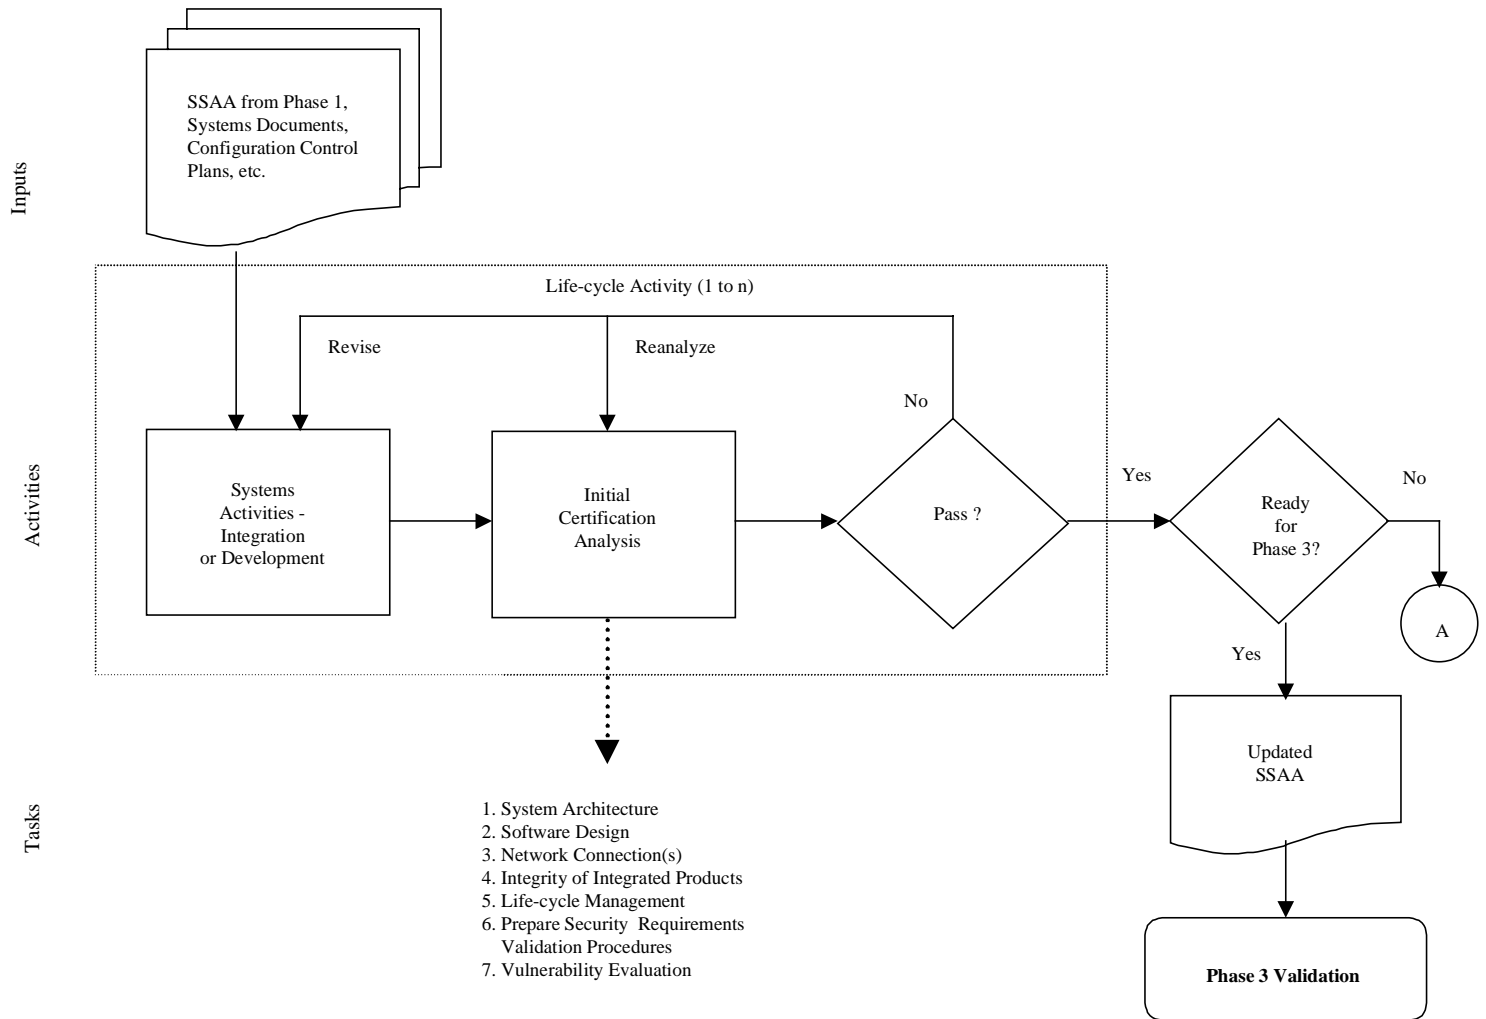 SSAA from Phase 1,
Systems Documents,
Configuration Control
Plans, etc.
Inputs
Life-cycle Activity (1 to n)
Revise
Reanalyze
No
Yes
No
Activities
Systems
Activities -
Integration
or Development
Initial
Certification
Analysis
Pass ?
Ready
for
Phase 3?
A
Yes
Updated
SSAA
Tasks
1. System Architecture
2. Software Design
3. Network Connection(s)
4. Integrity of Integrated Products
5. Life-cycle Management
6. Prepare Security Requirements
Validation Procedures
7. Vulnerability Evaluation
Phase 3 Validation